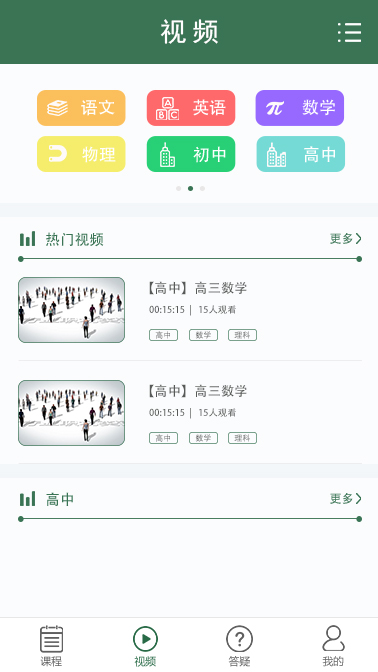 视频
语文 英语 数学
物理 初中 高中
热门视频 更多
【高中】高三数学
00:15:15 | 15人观看
高中 数学 理科
【高中】高三数学
00:15:15 | 15人观看
高中 数学 理科
高中 更多
课程 视频 答疑 我的